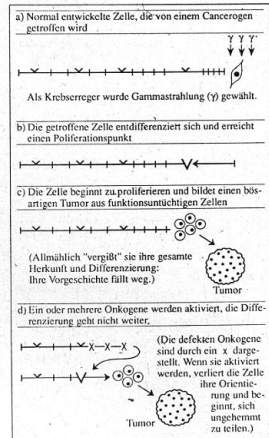 a) Normal entwickelte Zelle, die von einem Cancerogen
getroffen wird
γ γ γ
Als Krebserreger wurde Gammastrahlung (γ) gewählt.
b) Die getroffene Zelle entdifferenziert sich und erreicht
einen Poliferationspunkt
c) Die Zelle beginnt zu proliferieren und bildet einen bös-
artigen Tumor aus funktionsuntüchtigen Zellen
(Allmählich "vergißt" sie ihre gesamte
Herkunft und Differenzierung:
Ihre Vorgeschichte fällt weg.)
Tumor
d) Ein oder mehrere Onkogene werden aktiviert, die Diffe-
renzierung geht nicht weiter.
x x x
(Die defekten Onkogene
sind durch ein x darge-
stellt. Wenn sie aktiviert
werden, verliert die Zelle
ihre Orientie-
rung und be-
ginnt, sich
ungehemmt
zu teilen.)
Tumor